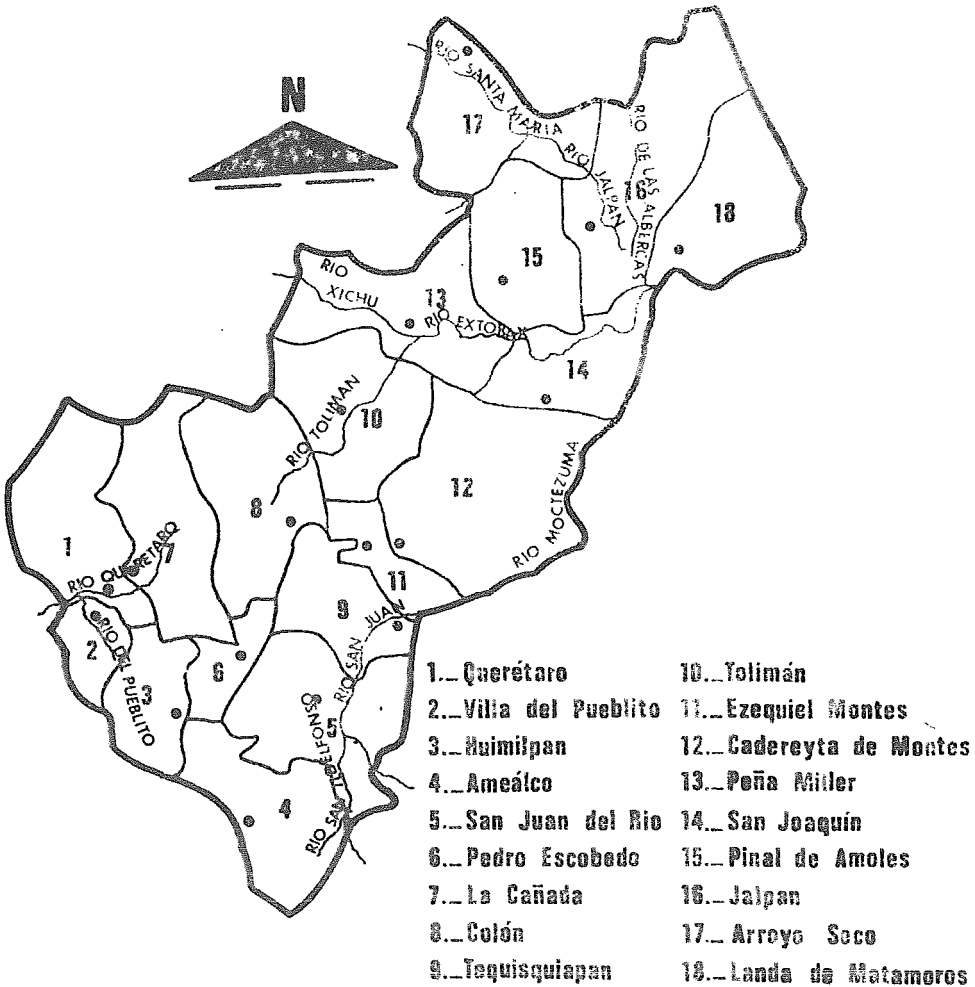 N
RIO SANTA MARIA
17
RIO JALPAN
RIO DE LAS ALBERCAS
16
18
15
RIO XICHU
13
RIO EXTORAX
14
RIO TOLIMAN
10
12
RIO MOCTEZUMA
8
1
RIO QUERETARO
7
11
9
RIO SAN JUAN
2
RIO DEL PUEBLITO
3
6
5
4
RIO SAN ILDELFONSO
1._Querétaro
2._Villa del Pueblito
3._Huimilpan
4._Ameálco
5._San Juan del Rio
6._Pedro Escobedo
7._La Cañada
8._Colón
9._Tequisquiapan
10._Tolimán
11._Ezequiel Montes
12._Cadereyta de Montes
13._Peña Miller
14._San Joaquín
15._Pinal de Amoles
16._Jalpan
17._Arroyo Seco
18._Landa de Matamoros